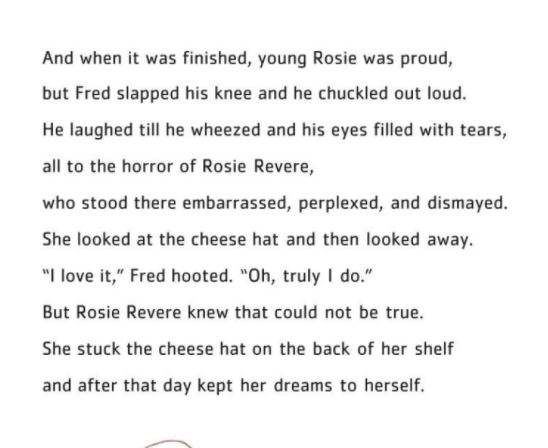 And when it was finished, young Rosie was proud,
but Fred slapped his knee and he chuckled out loud.
He laughed till he wheezed and his eyes filled with tears,
all to the horror of Rosie Revere,
who stood there embarrassed, perplexed, and dismayed.
She looked at the cheese hat and then looked away.
“I love it,” Fred hooted. “Oh, truly I do.”
But Rosie Revere knew that could not be true.
She stuck the cheese hat on the back of her shelf
and after that day kept her dreams to herself.